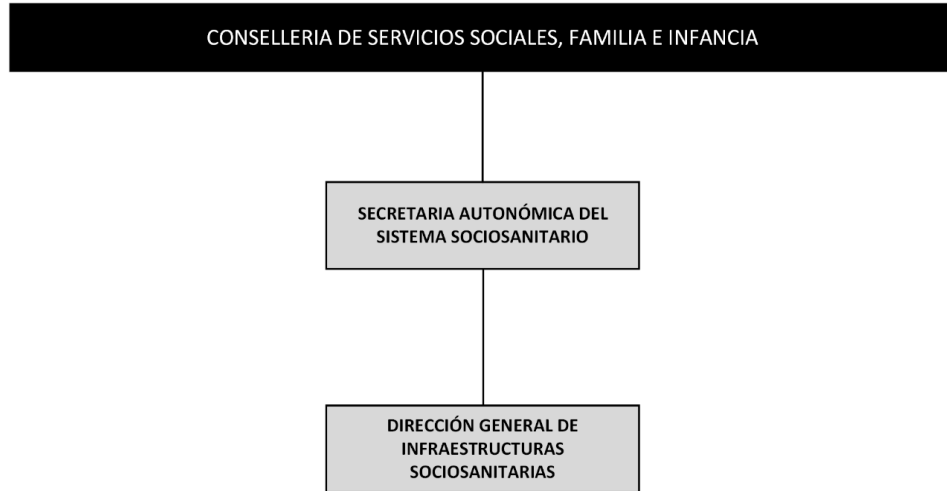 CONSELLERIA DE SERVICIOS SOCIALES, FAMILIA E INFANCIA
SECRETARIA AUTONÓMICA DEL
SISTEMA SOCIOSANITARIO
DIRECCIÓN GENERAL DE
INFRAESTRUCTURAS
SOCIOSANITARIAS